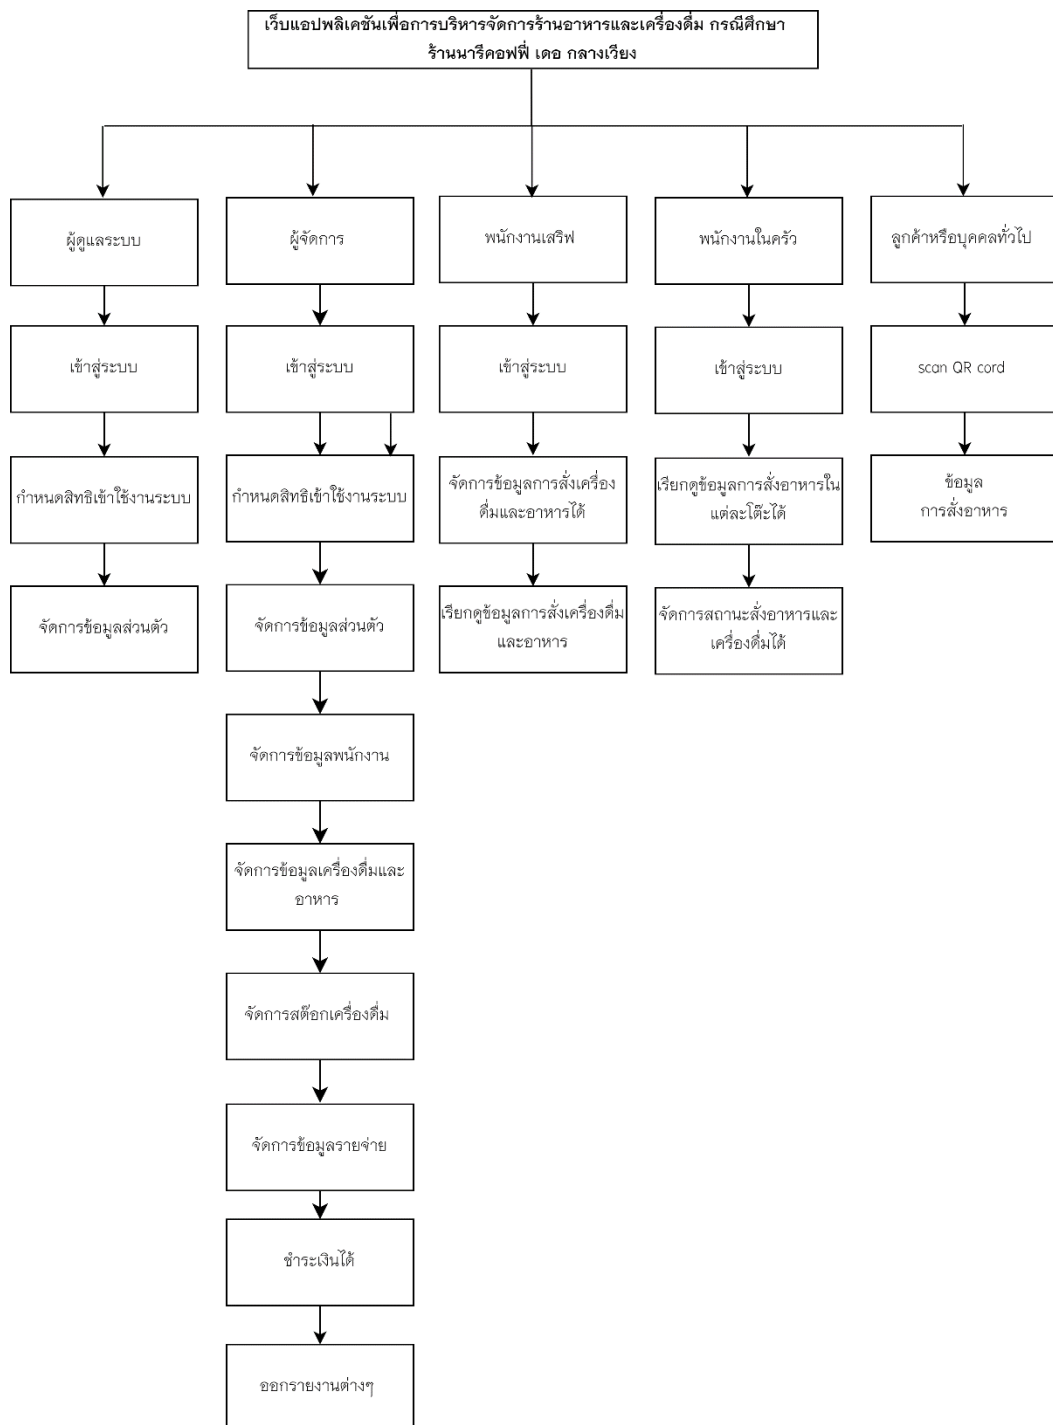 เว็บแอปพลิเคชันเพื่อการบริหารจัดการร้านอาหารและเครื่องดื่ม กรณีศึกษา
ร้านนารีคอฟฟี่ เดอ กลางเวียง
ผู้ดูแลระบบ
ผู้จัดการ
พนักงานเสริฟ
พนักงานในครัว
ลูกค้าหรือบุคคลทั่วไป
เข้าสู่ระบบ
เข้าสู่ระบบ
เข้าสู่ระบบ
เข้าสู่ระบบ
scan QR cord
กำหนดสิทธิเข้าใช้งานระบบ
กำหนดสิทธิเข้าใช้งานระบบ
จัดการข้อมูลการสั่งเครื่อง
ดื่มและอาหารได้
เรียกดูข้อมูลการสั่งอาหารใน
แต่ละโต๊ะได้
ข้อมูล
การสั่งอาหาร
จัดการข้อมูลส่วนตัว
จัดการข้อมูลส่วนตัว
เรียกดูข้อมูลการสั่งเครื่องดื่ม
และอาหาร
จัดการสถานะสั่งอาหารและ
เครื่องดื่มได้
จัดการข้อมูลพนักงาน
จัดการข้อมูลเครื่องดื่มและ
อาหาร
จัดการสต๊อกเครื่องดื่ม
จัดการข้อมูลรายจ่าย
ชำระเงินได้
ออกรายงานต่างๆ